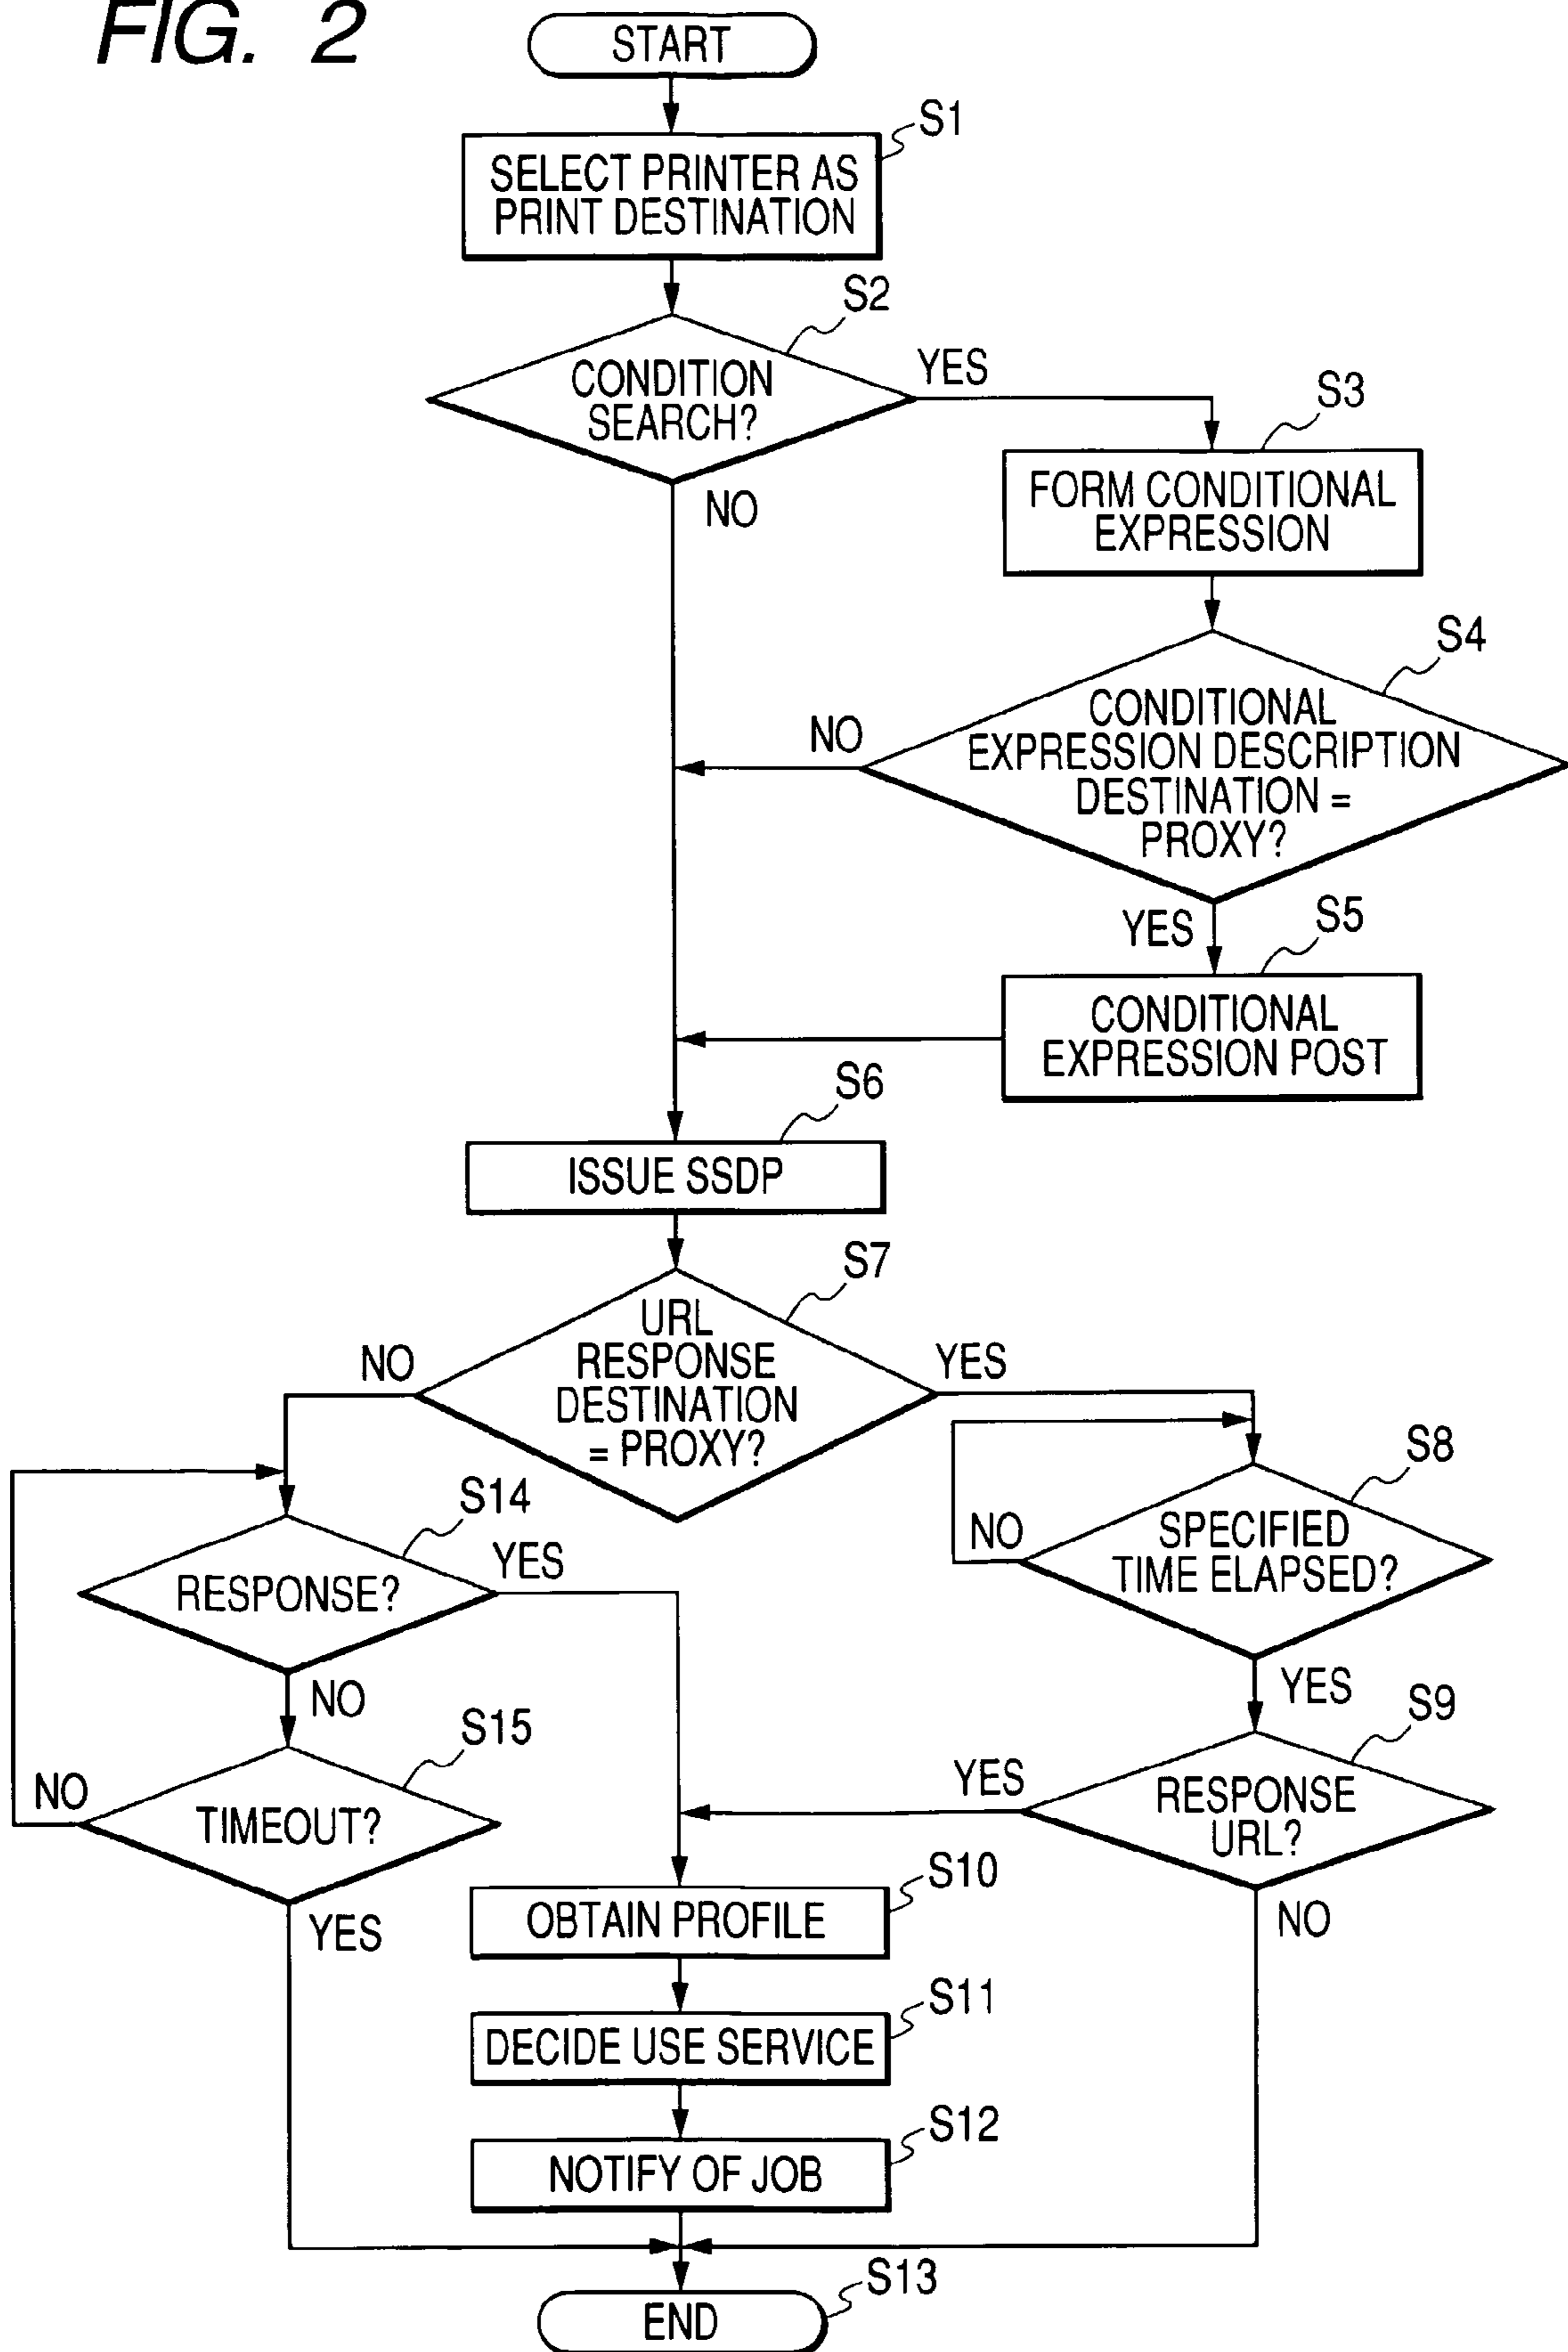 FIG. 2
START
S1
SELECT PRINTER AS
PRINT DESTINATION
S2
CONDITION
SEARCH?
YES
NO
S3
FORM CONDITIONAL
EXPRESSION
S4
CONDITIONAL
EXPRESSION DESCRIPTION
DESTINATION =
PROXY?
NO
YES
S5
CONDITIONAL
EXPRESSION POST
S6
ISSUE SSDP
S7
URL
RESPONSE
DESTINATION
= PROXY?
NO
YES
S8
SPECIFIED
TIME ELAPSED?
NO
YES
S14
RESPONSE?
YES
NO
S9
RESPONSE
URL?
YES
NO
S15
TIMEOUT?
NO
YES
S10
OBTAIN PROFILE
S11
DECIDE USE SERVICE
S12
NOTIFY OF JOB
S13
END